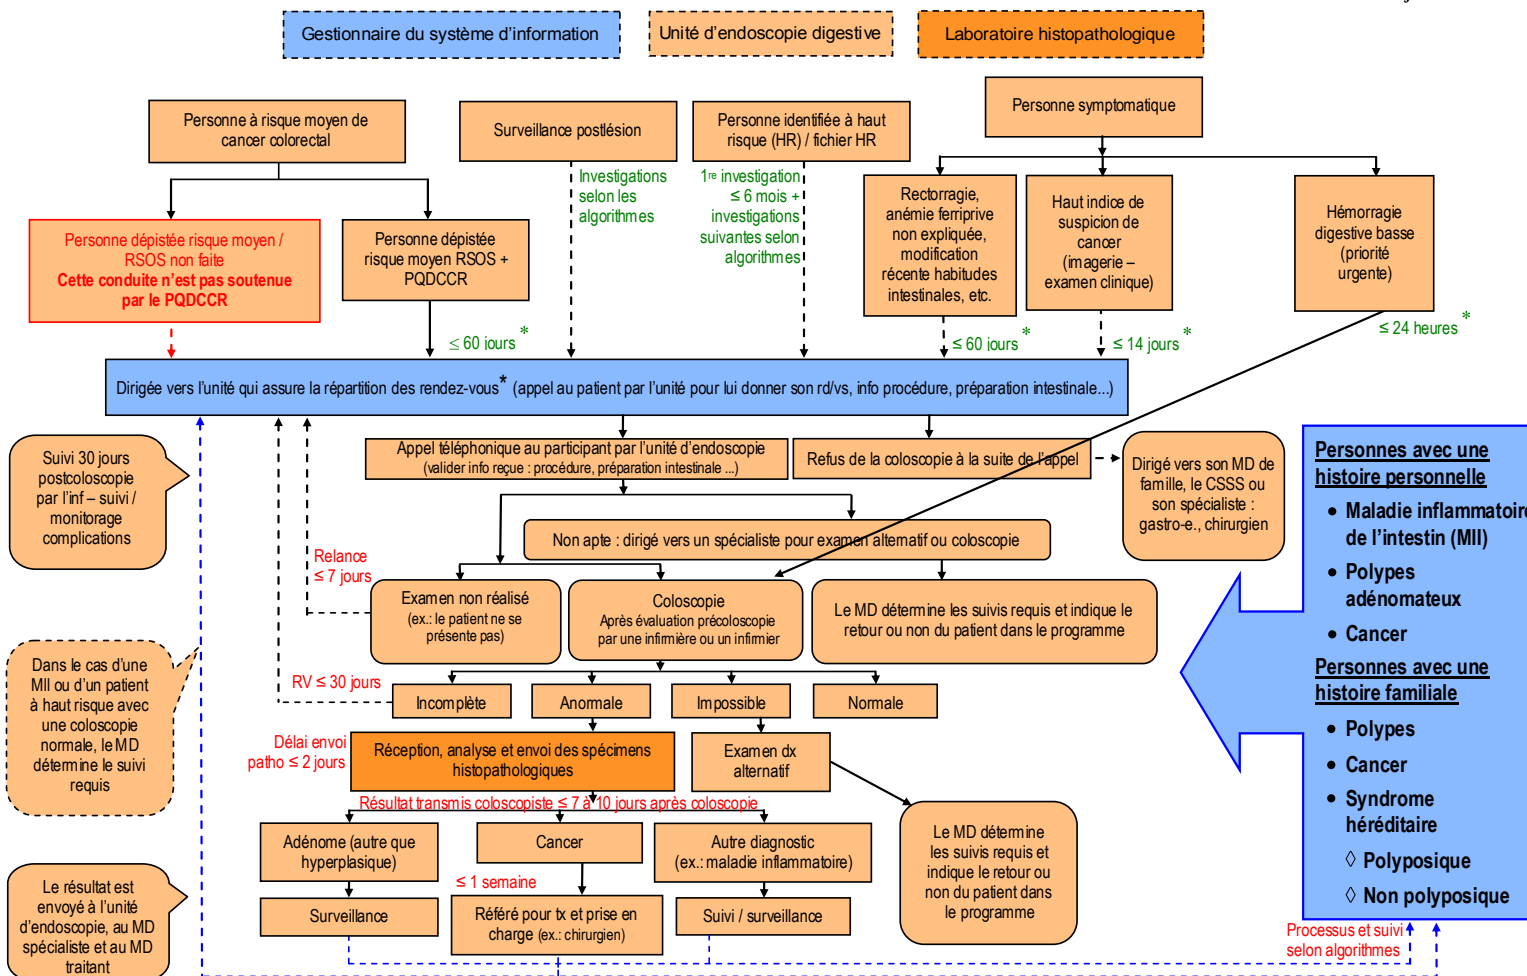 Gestionnaire du système d'information
Unité d'endoscopie digestive
Laboratoire histopathologique
Personne à risque moyen de
cancer colorectal
Surveillance postlésion
Personne identifiée à haut
risque (HR) / fichier HR
Personne symptomatique
Investigations
selon les
algorithmes
1re investigation
≤ 6 mois +
investigations
suivantes selon
algorithmes
Personne dépistée risque moyen /
RSOS non faite
Cette conduite n'est pas soutenue
par le PQDCCR
Personne dépistée
risque moyen RSOS +
PQDCCR
Rectorragie,
anémie ferriprive
non expliquée,
modification
récente habitudes
intestinales, etc.
Haut indice de
suspicion de
cancer
(imagerie –
examen clinique)
Hémorragie
digestive basse
(priorité
urgente)
≤ 60 jours *
≤ 60 jours *
≤ 14 jours *
≤ 24 heures *
Dirigée vers l'unité qui assure la répartition des rendez-vous* (appel au patient par l'unité pour lui donner son rd/vs, info procédure, préparation intestinale...)
Suivi 30 jours
postcoloscopie
par l'inf – suivi /
monitorage
complications
Appel téléphonique au participant par l'unité d'endoscopie
(valider info reçue : procédure, préparation intestinale ...)
Refus de la coloscopie à la suite de l'appel
Dirigé vers son MD de
famille, le CSSS ou
son spécialiste :
gastro-e., chirurgien
Non apte : dirigé vers un spécialiste pour examen alternatif ou coloscopie
Relance
≤ 7 jours
Examen non réalisé
(ex.: le patient ne se
présente pas)
Coloscopie
Après évaluation précoloscopie
par une infirmière ou un infirmier
Le MD détermine les suivis requis et indique le
retour ou non du patient dans le programme
Dans le cas d'une
MII ou d'un patient
à haut risque avec
une coloscopie
normale, le MD
détermine le suivi
requis
RV ≤ 30 jours
Incomplète
Anormale
Impossible
Normale
Délai envoi
patho ≤ 2 jours
Réception, analyse et envoi des spécimens
histopathologiques
Examen dx
alternatif
Résultat transmis coloscopiste ≤ 7 à 10 jours après coloscopie
Adénome (autre que
hyperplasique)
Cancer
Autre diagnostic
(ex.: maladie inflammatoire)
Le MD détermine
les suivis requis et
indique le retour ou
non du patient dans
le programme
≤ 1 semaine
Surveillance
Référé pour tx et prise en
charge (ex.: chirurgien)
Suivi / surveillance
Le résultat est
envoyé à l'unité
d'endoscopie, au MD
spécialiste et au MD
traitant
Personnes avec une
histoire personnelle
• Maladie inflammatoire
de l'intestin (MII)
• Polypes
adénomateux
• Cancer
Personnes avec une
histoire familiale
• Polypes
• Cancer
• Syndrome
héréditaire
◊ Polyposique
◊ Non polyposique
Processus et suivi
selon algorithmes